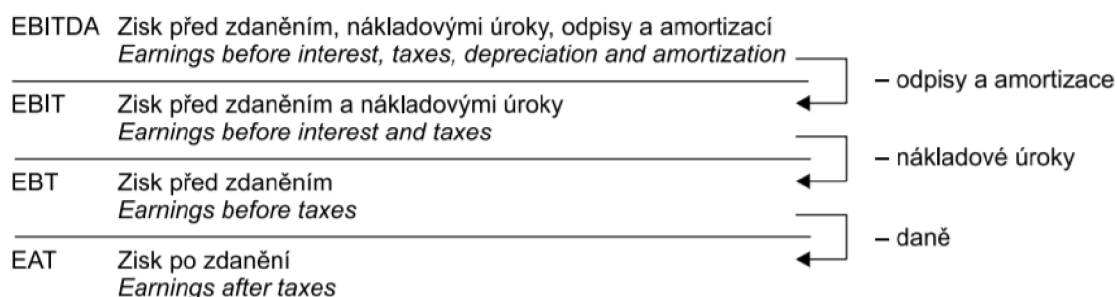 EBITDA Zisk před zdaněním, nákladovými úroky, odpisy a amortizací
Earnings before interest, taxes, depreciation and amortization
– odpisy a amortizace
EBIT Zisk před zdaněním a nákladovými úroky
Earnings before interest and taxes
– nákladové úroky
EBT Zisk před zdaněním
Earnings before taxes
– daně
EAT Zisk po zdanění
Earnings after taxes